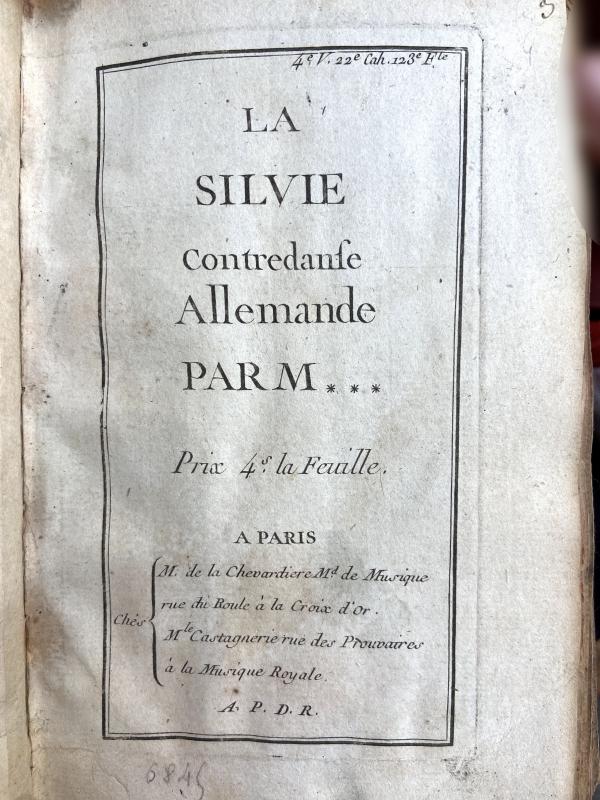 3
4e. V. 22e Cah. 123e Fle
LA
SILVIE
Contredanſe
Allemande
PAR M ***
Prix 4s. la Feuille.
A PARIS
Chés
M. de la Chevardiere Md de Musique
rue du Roule à la Croix d'Or.
Mle Castagnerie rue des Prouvaires
à la Musique Royale.
A. P. D. R.